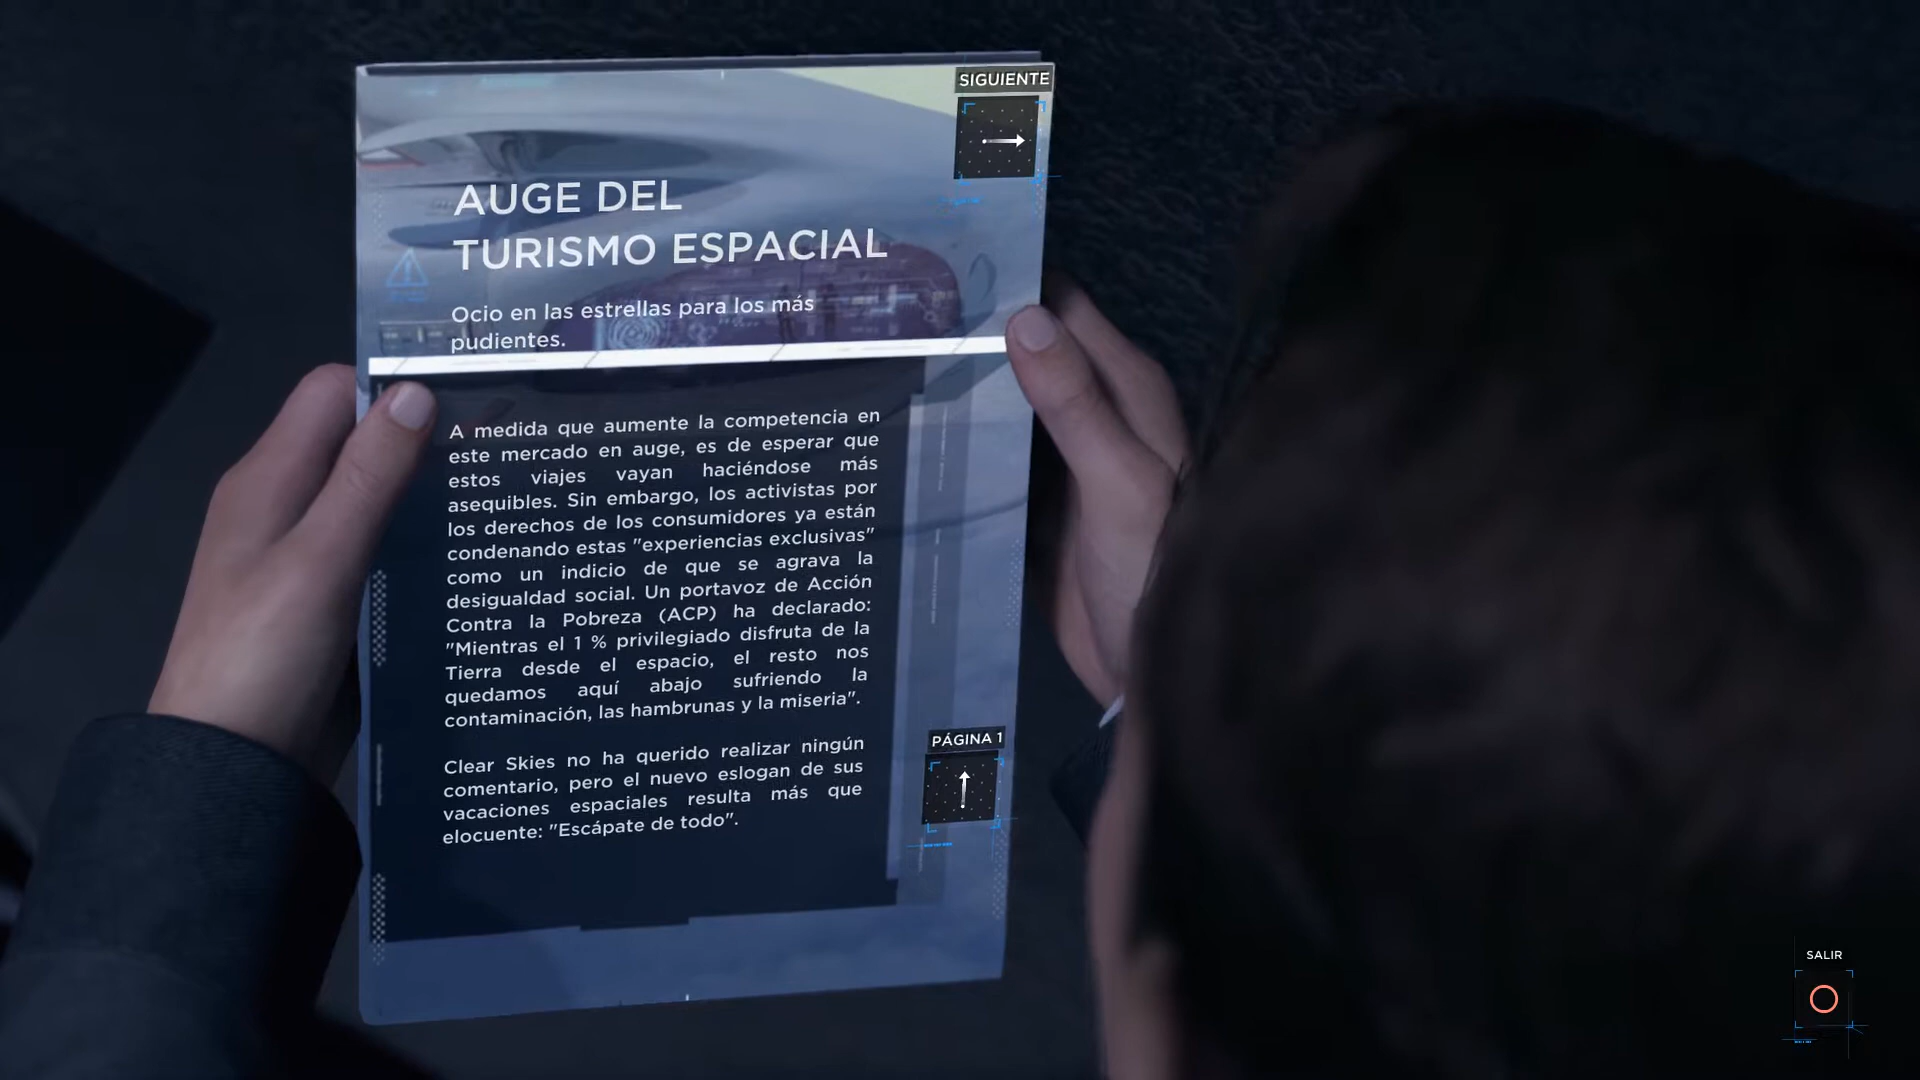 SIGUIENTE
AUGE DEL
TURISMO ESPACIAL
Ocio en las estrellas para los más
pudientes.
A medida que aumente la competencia en
este mercado en auge, es de esperar que
estos viajes vayan haciéndose más
asequibles. Sin embargo, los activistas por
los derechos de los consumidores ya están
condenando estas "experiencias exclusivas"
como un indicio de que se agrava la
desigualdad social. Un portavoz de Acción
Contra la Pobreza (ACP) ha declarado:
"Mientras el 1 % privilegiado disfruta de la
Tierra desde el espacio, el resto nos
quedamos aquí abajo sufriendo la
contaminación, las hambrunas y la miseria".
Clear Skies no ha querido realizar ningún
comentario, pero el nuevo eslogan de sus
vacaciones espaciales resulta más que
elocuente: "Escápate de todo".
PÁGINA 1
SALIR